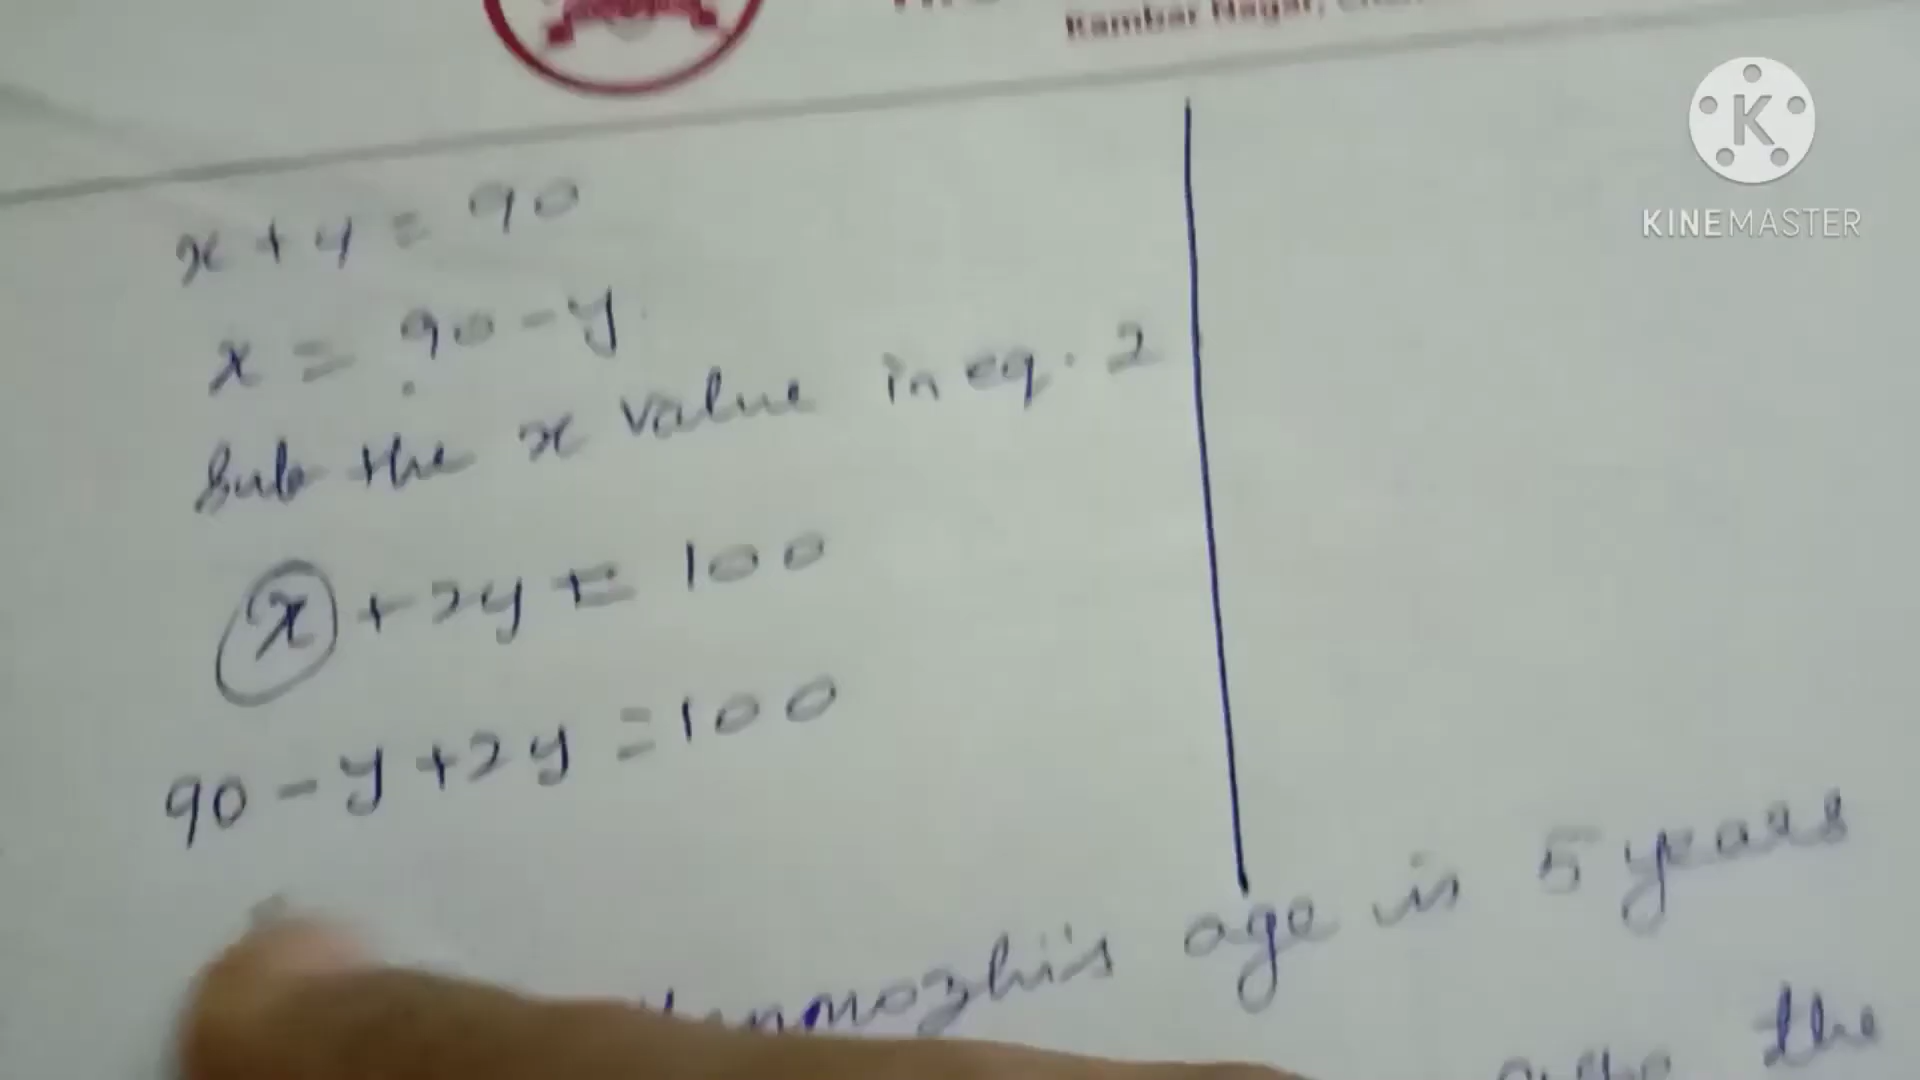 Kambar Nagar,
K
KINEMASTER
x + y = 90
x = 90 - y
Sub the x value in eq. 2
x + 2y = 100
90 - y + 2y = 100
age is 5 years
the